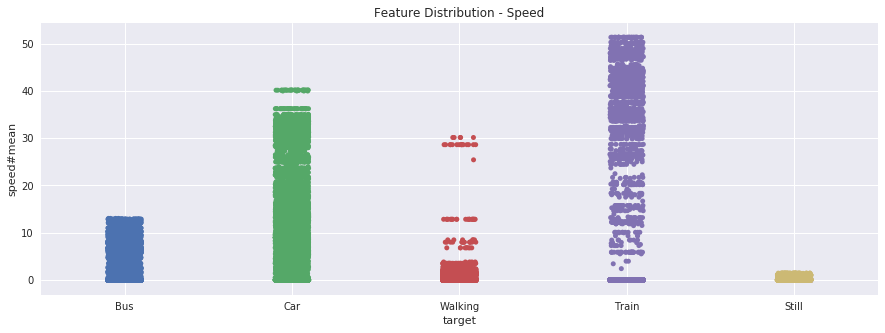 Feature Distribution - Speed
50
40
30
20
10
0
speed#mean
Bus Car Walking Train Still
target